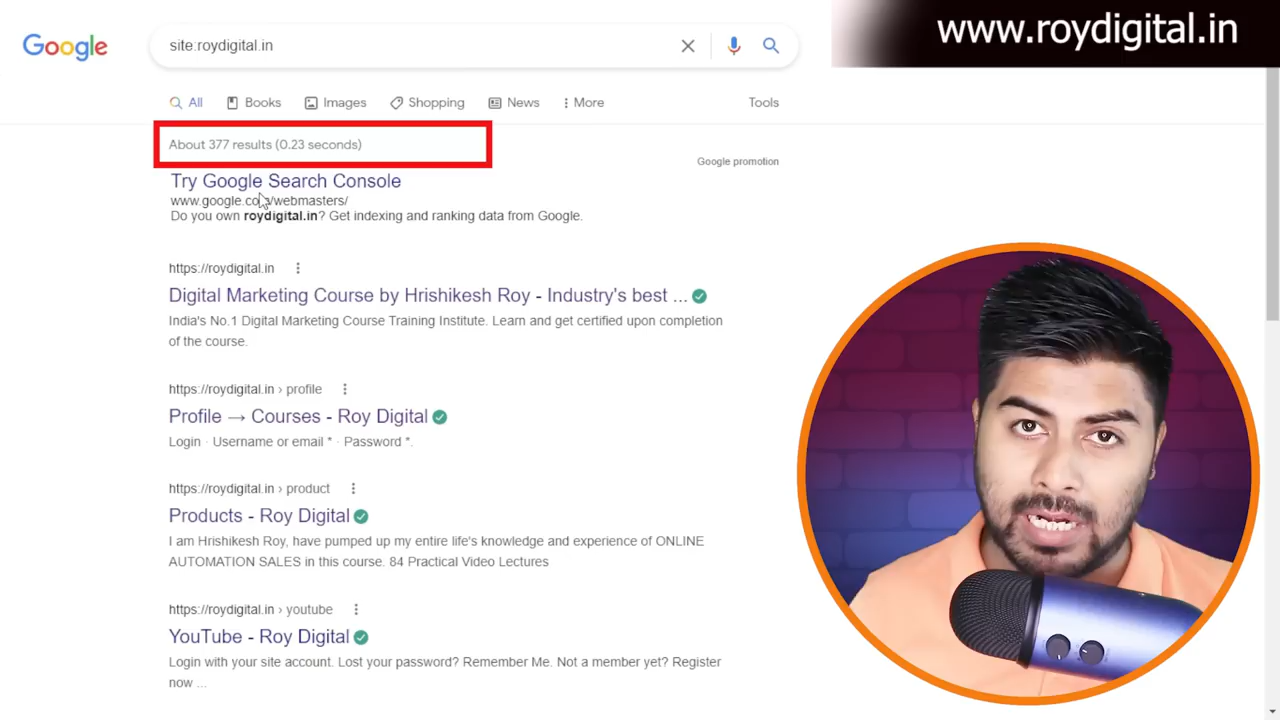 www.roydigital.in
Google
site:roydigital.in
All Books Images Shopping News More Tools
About 377 results (0.23 seconds)
Google promotion
Try Google Search Console
www.google.com/webmasters/
Do you own roydigital.in? Get indexing and ranking data from Google.
https://roydigital.in
Digital Marketing Course by Hrishikesh Roy - Industry's best ...
India's No.1 Digital Marketing Course Training Institute. Learn and get certified upon completion
of the course.
https://roydigital.in › profile
Profile → Courses - Roy Digital
Login · Username or email * · Password *.
https://roydigital.in › product
Products - Roy Digital
I am Hrishikesh Roy, have pumped up my entire life's knowledge and experience of ONLINE
AUTOMATION SALES in this course. 84 Practical Video Lectures
https://roydigital.in › youtube
YouTube - Roy Digital
Login with your site account. Lost your password? Remember Me. Not a member yet? Register
now ...